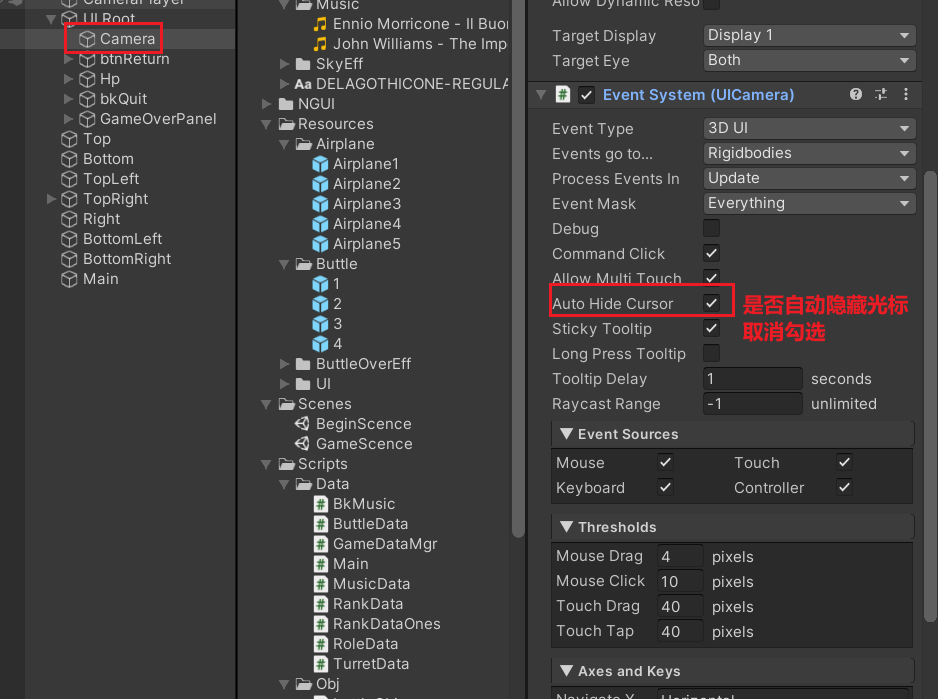 CameraPlayer
UI Root
Camera
btnReturn
Hp
bkQuit
GameOverPanel
Top
Bottom
TopLeft
TopRight
Right
BottomLeft
BottomRight
Main
Music
Ennio Morricone - Il Buo
John Williams - The Imp
SkyEff
Aa DELAGOTHICONE-REGULA
NGUI
Resources
Airplane
Airplane1
Airplane2
Airplane3
Airplane4
Airplane5
Buttle
1
2
3
4
ButtleOverEff
UI
Scenes
BeginScence
GameScence
Scripts
Data
BkMusic
ButtleData
GameDataMgr
Main
MusicData
RankData
RankDataOnes
RoleData
TurretData
Obj
Allow Dynamic Reso
Target Display Display 1
Target Eye Both
# Event System (UICamera)
Event Type 3D UI
Events go to... Rigidbodies
Process Events In Update
Event Mask Everything
Debug
Command Click
Allow Multi Touch
Auto Hide Cursor
是否自动隐藏光标
取消勾选
Sticky Tooltip
Long Press Tooltip
Tooltip Delay 1 seconds
Raycast Range -1 unlimited
▼ Event Sources
Mouse Touch
Keyboard Controller
▼ Thresholds
Mouse Drag 4 pixels
Mouse Click 10 pixels
Touch Drag 40 pixels
Touch Tap 40 pixels
▼ Axes and Keys
Navigate X Horizontal